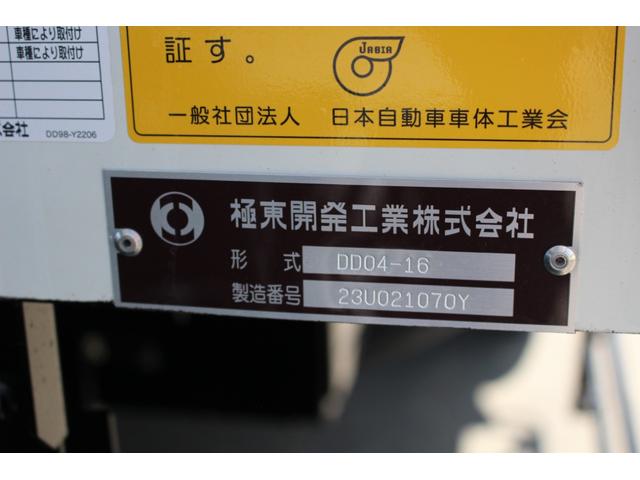 車種により取付け
車種により取付け
会社 DD98-Y2206
証す。
JABIA
一般社団法人 日本自動車車体工業会
極東開発工業株式会社
形式 DD04-16
製造番号 23U021070Y